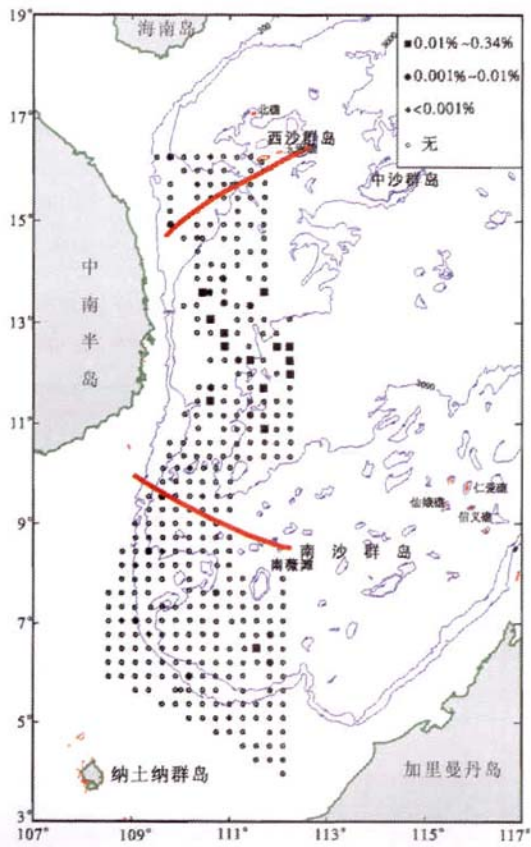 海南岛
200
3000
0.01%~0.34%
0.001%~0.01%
<0.001%
无
19°
17°
15°
13°
11°
9°
7°
5°
3°
北礁
西沙群岛
中沙群岛
中南半岛
3000
仁爱礁
仙娥礁
信义礁
南沙群岛
南薇滩
纳土纳群岛
加里曼丹岛
107°
109°
111°
113°
115°
117°